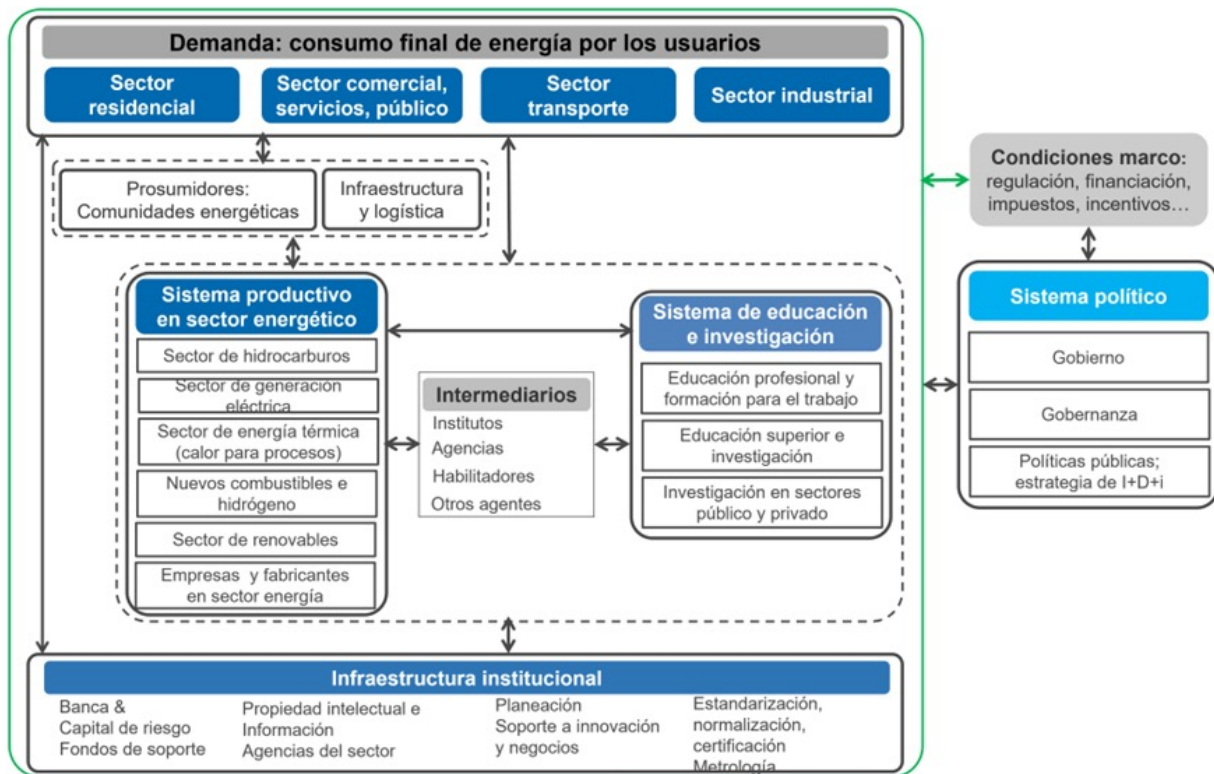 Demanda: consumo final de energía por los usuarios
Sector
residencial
Sector comercial,
servicios, público
Sector
transporte
Sector industrial
Prosumidores:
Comunidades energéticas
Infraestructura
y logística
Condiciones marco:
regulación, financiación,
impuestos, incentivos…
Sistema productivo
en sector energético
Sector de hidrocarburos
Sector de generación
eléctrica
Sector de energía térmica
(calor para procesos)
Nuevos combustibles e
hidrógeno
Sector de renovables
Empresas y fabricantes
en sector energía
Intermediarios
Institutos
Agencias
Habilitadores
Otros agentes
Sistema de educación
e investigación
Educación profesional y
formación para el trabajo
Educación superior e
investigación
Investigación en sectores
público y privado
Sistema político
Gobierno
Gobernanza
Políticas públicas;
estrategia de I+D+i
Infraestructura institucional
Banca &
Capital de riesgo
Fondos de soporte
Propiedad intelectual e
Información
Agencias del sector
Planeación
Soporte a innovación
y negocios
Estandarización,
normalización,
certificación
Metrología